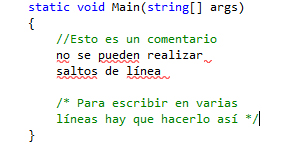 static void Main(string[] args)
{
//Esto es un comentario
no se pueden realizar
saltos de línea
/* Para escribir en varias
líneas hay que hacerlo así */
}